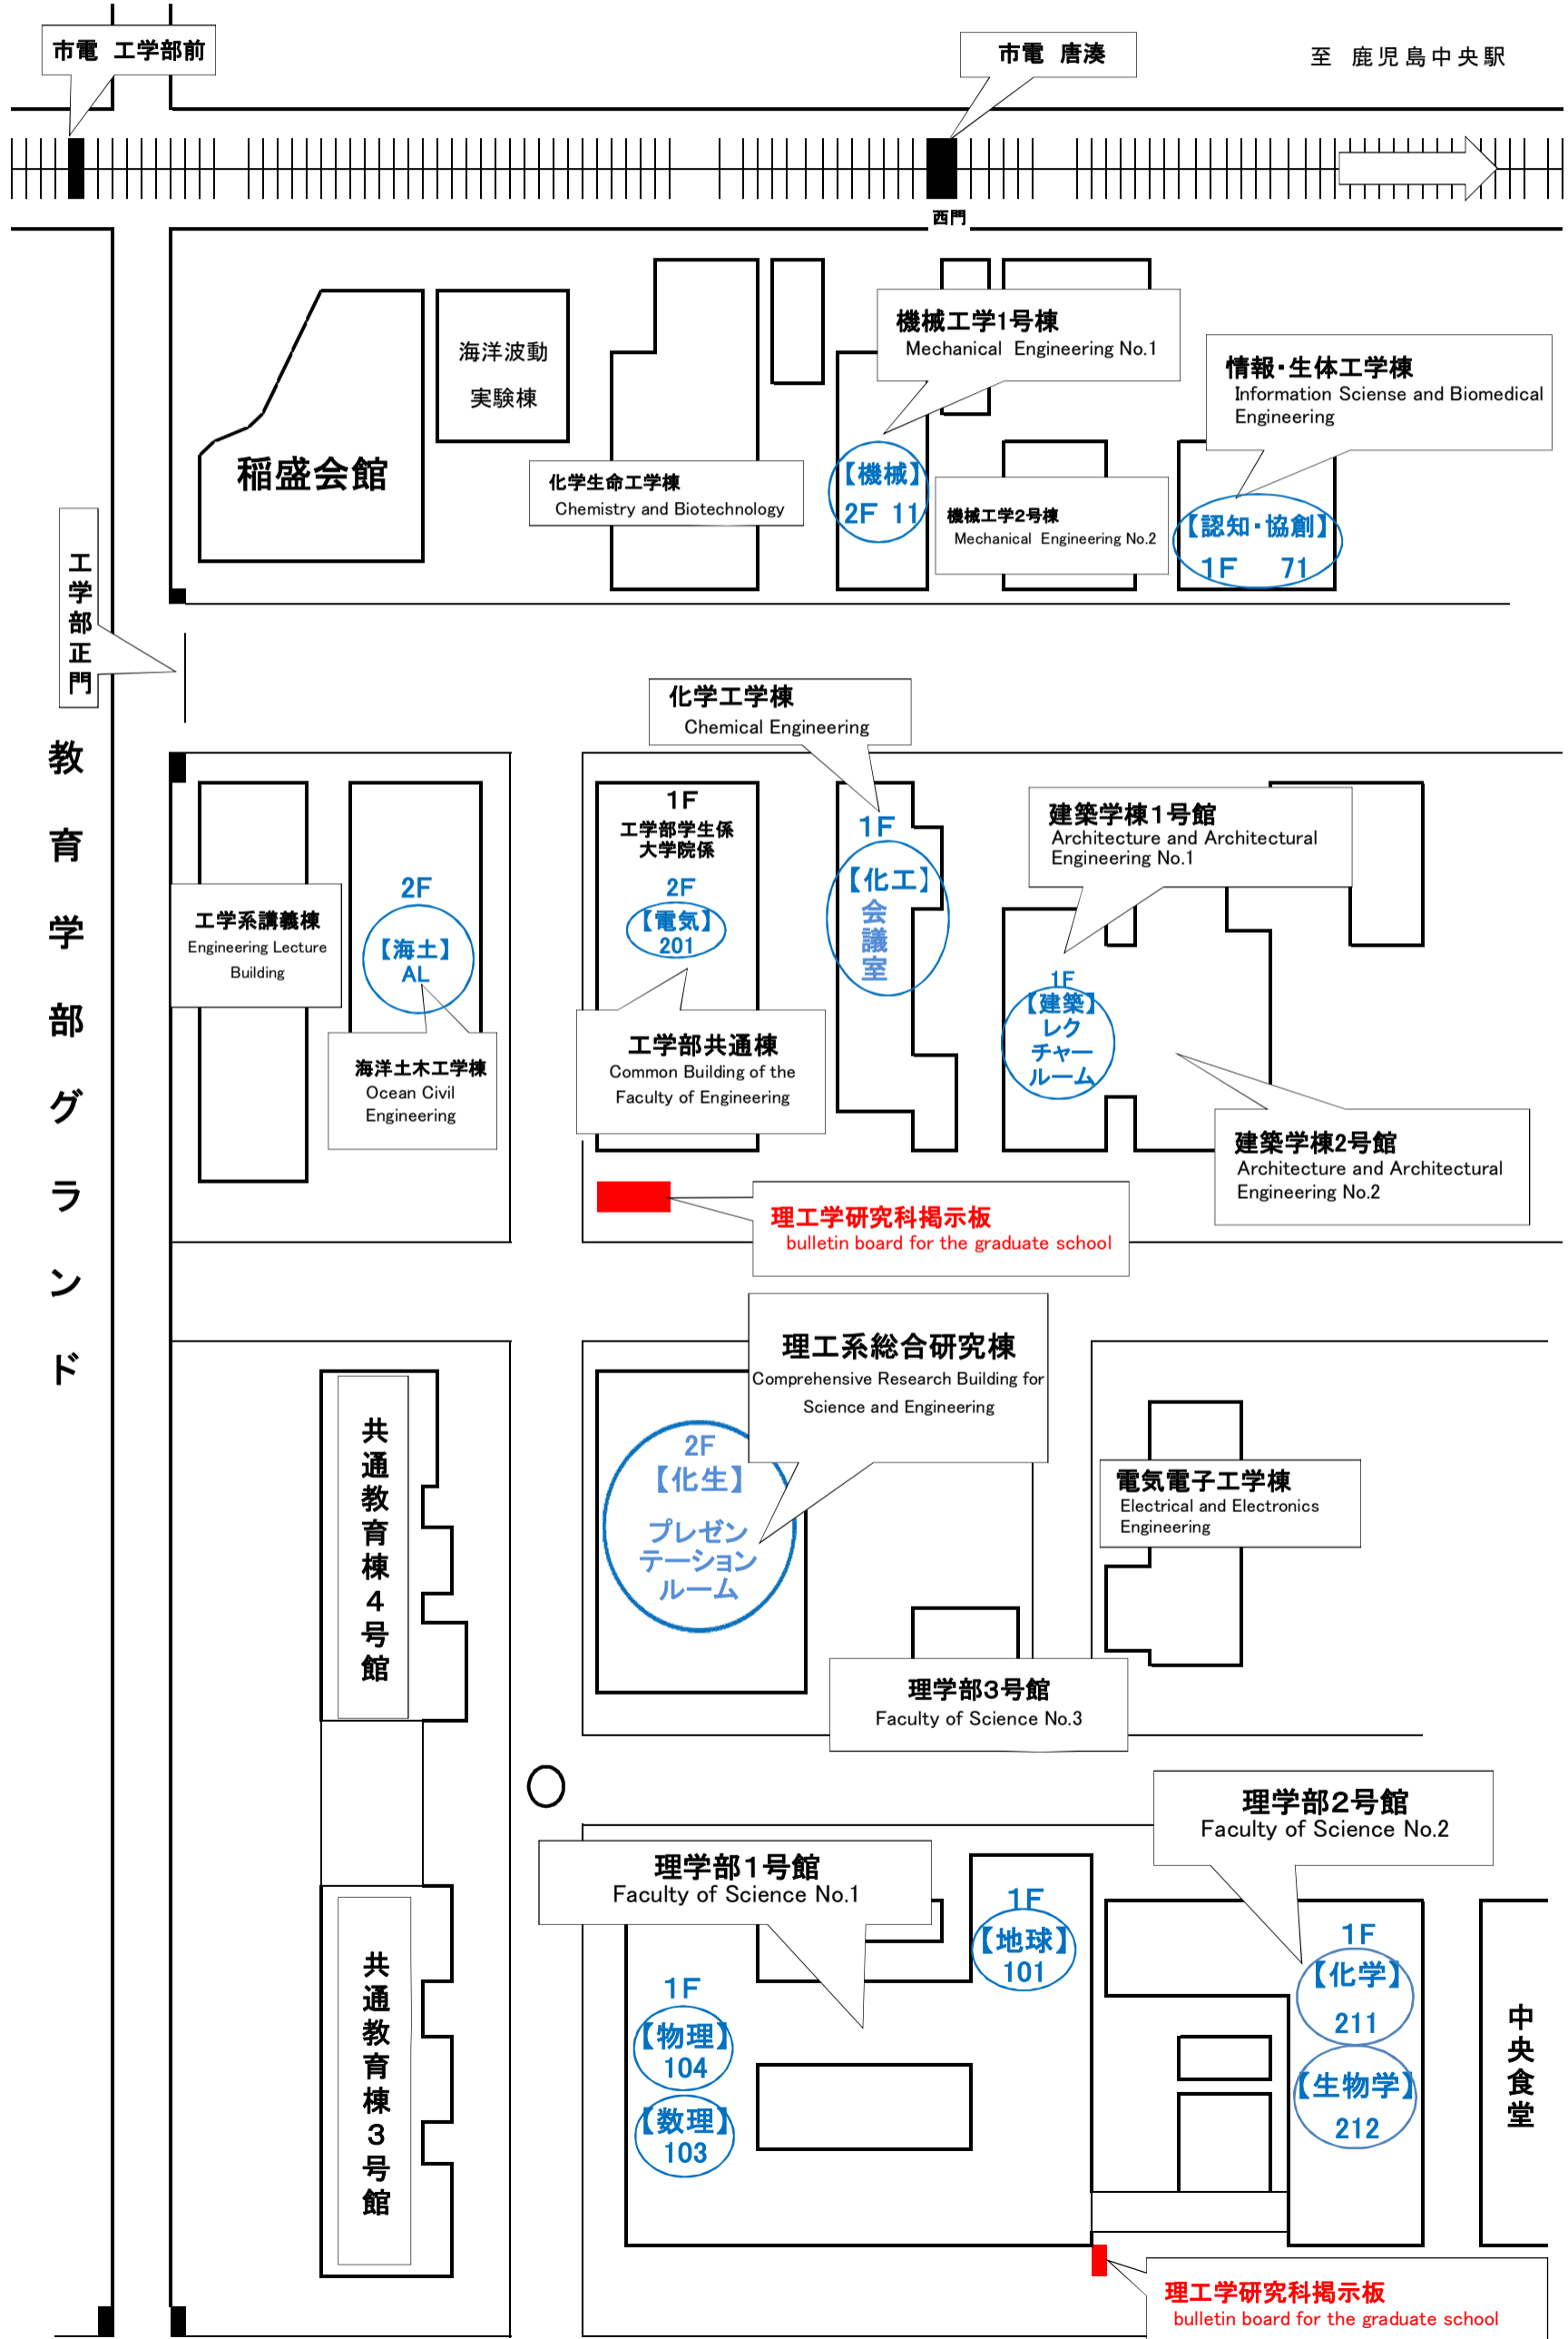 市電　工学部前
市電　唐湊
至　鹿児島中央駅
西門
海洋波動
実験棟
稲盛会館
機械工学1号棟
Mechanical Engineering No.1
情報・生体工学棟
Information Sciense and Biomedical
Engineering
化学生命工学棟
Chemistry and Biotechnology
【機械】
2F 11
機械工学2号棟
Mechanical Engineering No.2
【認知・協創】
1F 71
工学部正門
教育学部グランド
化学工学棟
Chemical Engineering
工学系講義棟
Engineering Lecture
Building
2F
【海土】
AL
海洋土木工学棟
Ocean Civil
Engineering
1F
工学部学生係
大学院係
2F
【電気】
201
工学部共通棟
Common Building of the
Faculty of Engineering
1F
【化工】
会
議
室
建築学棟1号館
Architecture and Architectural
Engineering No.1
1F
【建築】
レク
チャー
ルーム
建築学棟2号館
Architecture and Architectural
Engineering No.2
理工学研究科掲示板
bulletin board for the graduate school
理工系総合研究棟
Comprehensive Research Building for
Science and Engineering
共通教育棟4号館
2F
【化生】
プレゼン
テーション
ルーム
電気電子工学棟
Electrical and Electronics
Engineering
理学部3号館
Faculty of Science No.3
理学部2号館
Faculty of Science No.2
理学部1号館
Faculty of Science No.1
1F
【地球】
101
1F
【化学】
211
【生物学】
212
1F
【物理】
104
【数理】
103
共通教育棟3号館
中央食堂
理工学研究科掲示板
bulletin board for the graduate school